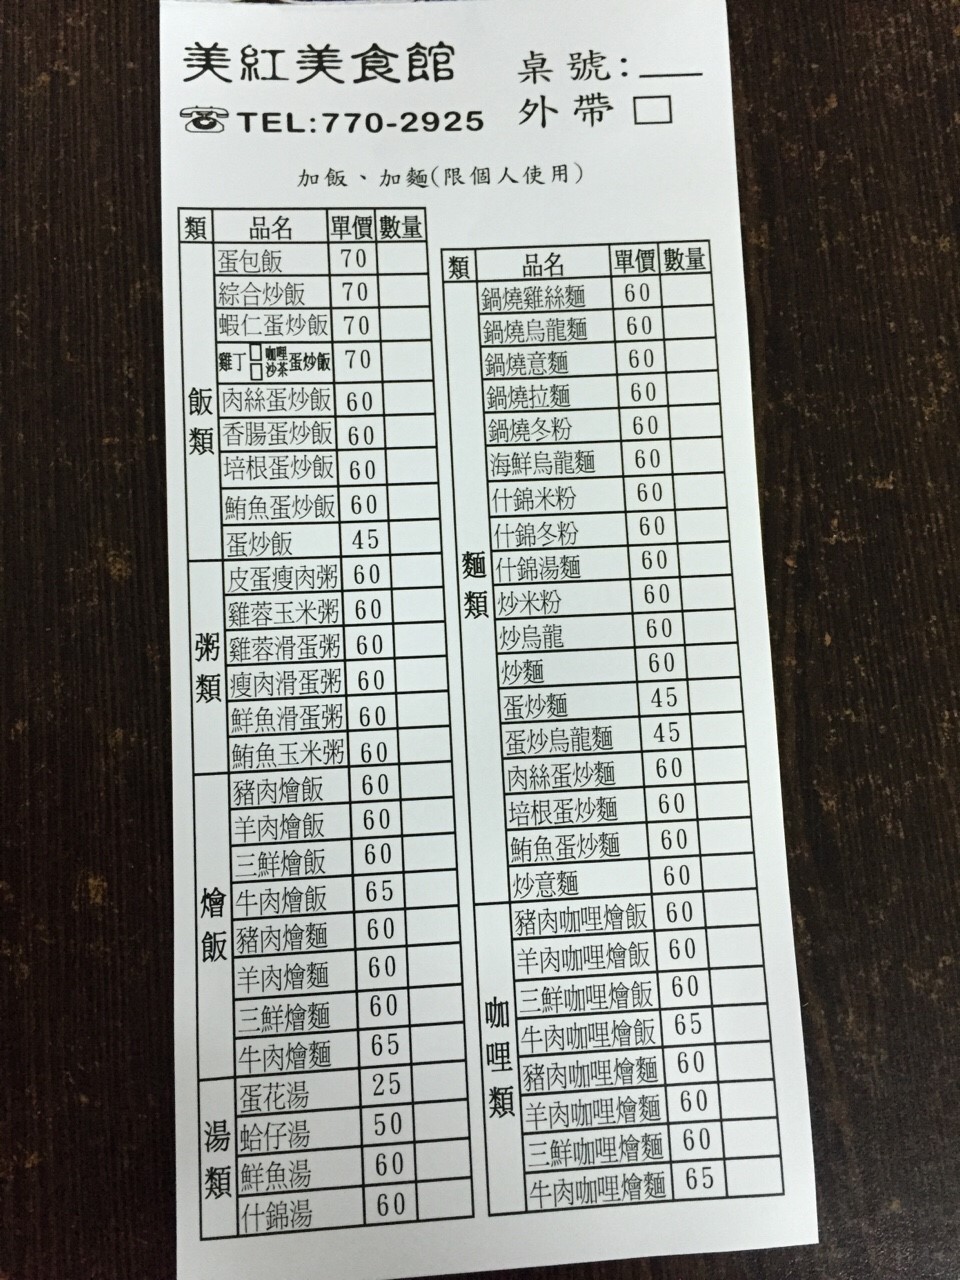 美紅美食館
桌號:
TEL:770-2925
外帶
加飯、加麵(限個人使用)
類 品名 單價 數量
飯類
蛋包飯 70
綜合炒飯 70
蝦仁蛋炒飯 70
雞丁 咖哩 沙茶 蛋炒飯 70
肉絲蛋炒飯 60
香腸蛋炒飯 60
培根蛋炒飯 60
鮪魚蛋炒飯 60
蛋炒飯 45
粥類
皮蛋瘦肉粥 60
雞蓉玉米粥 60
雞蓉滑蛋粥 60
瘦肉滑蛋粥 60
鮮魚滑蛋粥 60
鮪魚玉米粥 60
燴飯
豬肉燴飯 60
羊肉燴飯 60
三鮮燴飯 60
牛肉燴飯 65
豬肉燴麵 60
羊肉燴麵 60
三鮮燴麵 60
牛肉燴麵 65
湯類
蛋花湯 25
蛤仔湯 50
鮮魚湯 60
什錦湯 60
類 品名 單價 數量
麵類
鍋燒雞絲麵 60
鍋燒烏龍麵 60
鍋燒意麵 60
鍋燒拉麵 60
鍋燒冬粉 60
海鮮烏龍麵 60
什錦米粉 60
什錦冬粉 60
什錦湯麵 60
炒米粉 60
炒烏龍 60
炒麵 60
蛋炒麵 45
蛋炒烏龍麵 45
肉絲蛋炒麵 60
培根蛋炒麵 60
鮪魚蛋炒麵 60
炒意麵 60
咖哩類
豬肉咖哩燴飯 60
羊肉咖哩燴飯 60
三鮮咖哩燴飯 60
牛肉咖哩燴飯 65
豬肉咖哩燴麵 60
羊肉咖哩燴麵 60
三鮮咖哩燴麵 60
牛肉咖哩燴麵 65